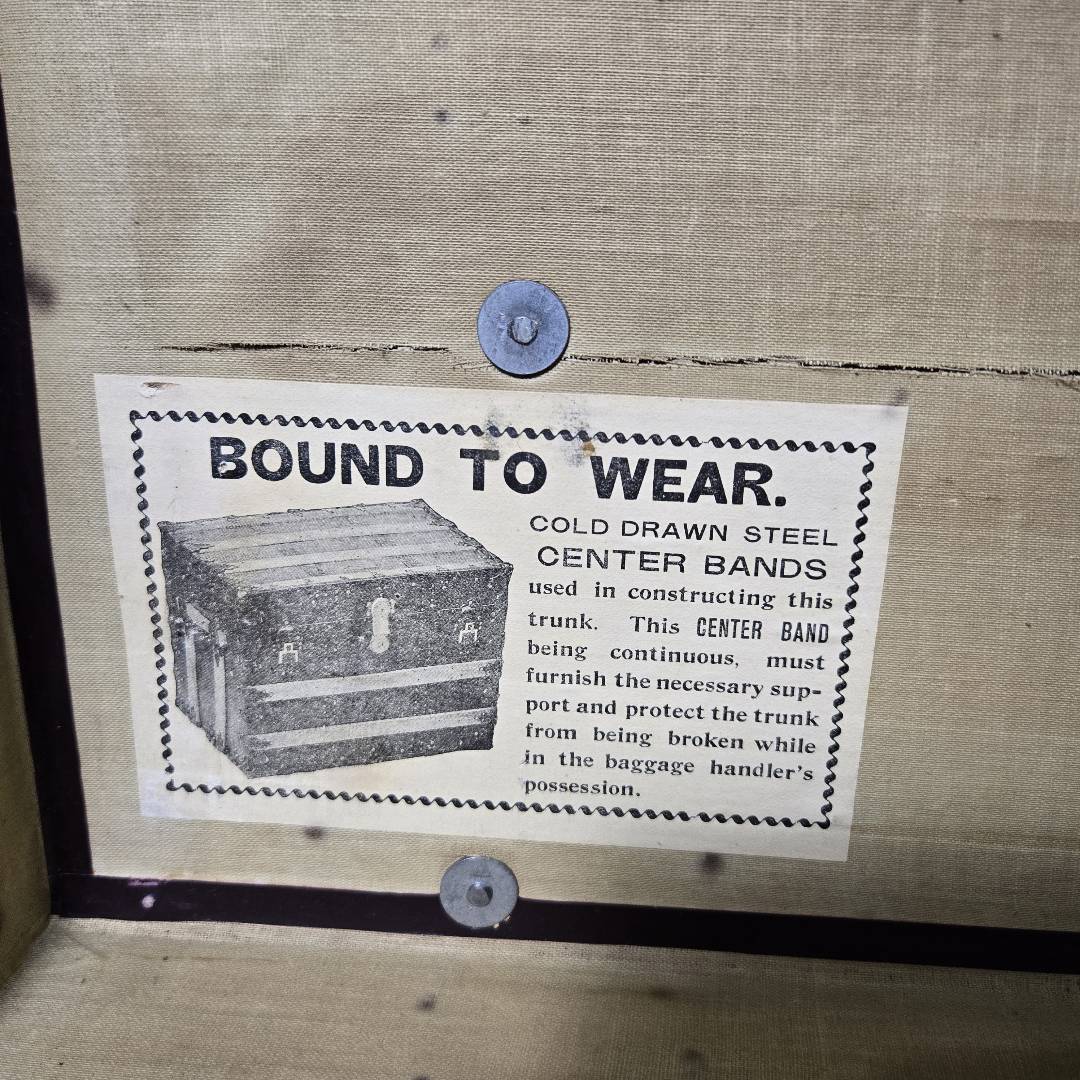 BOUND TO WEAR.
COLD DRAWN STEEL
CENTER BANDS
used in constructing this
trunk. This CENTER BAND
being continuous, must
furnish the necessary sup-
port and protect the trunk
from being broken while
in the baggage handler's
possession.